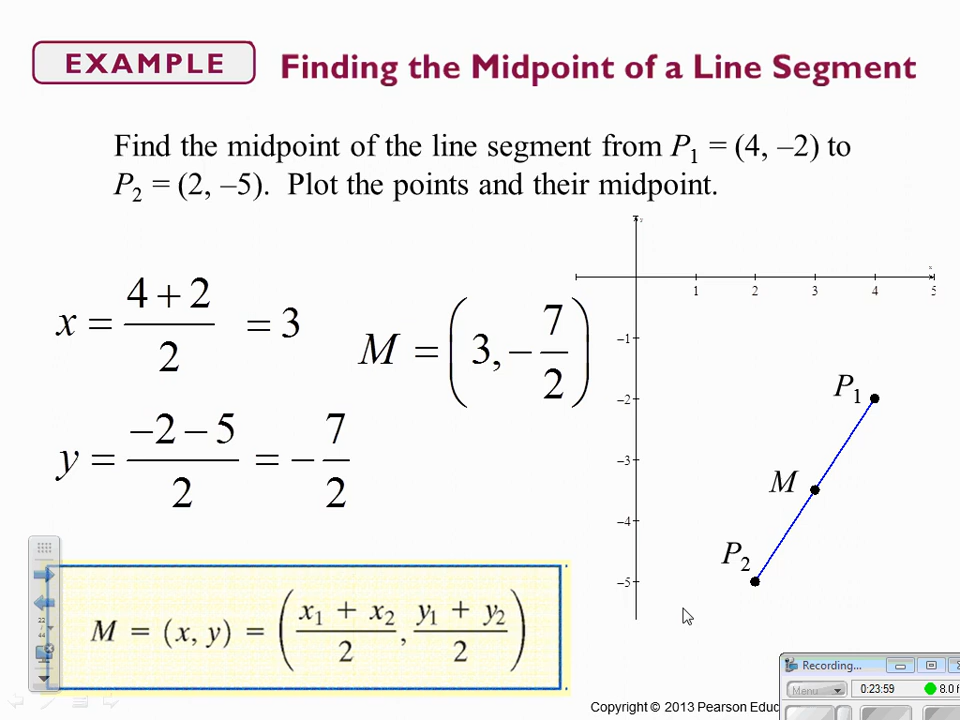 EXAMPLE Finding the Midpoint of a Line Segment
Find the midpoint of the line segment from P₁ = (4, –2) to
P₂ = (2, –5). Plot the points and their midpoint.
x = (4 + 2)/2 = 3
M = (3, –7/2)
y = (–2 – 5)/2 = –7/2
M = (x, y) = ((x₁ + x₂)/2, (y₁ + y₂)/2)
y
x
1 2 3 4 5
–1
–2
–3
–4
–5
P₁
M
P₂
22
44
Recording...
Menu 0:23:59 8.0 f
Copyright © 2013 Pearson Educ